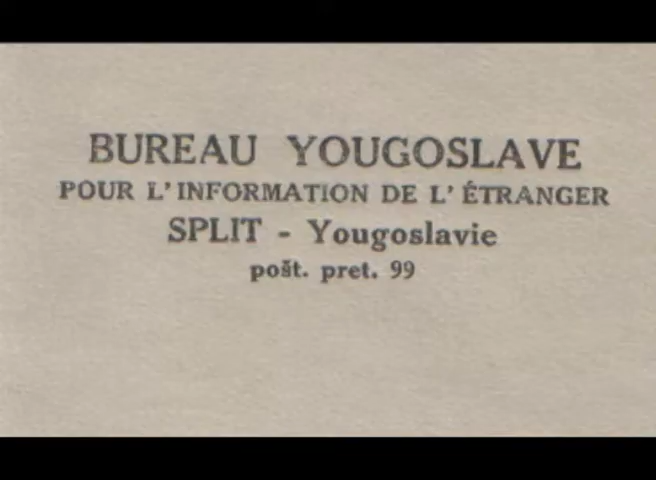 BUREAU YOUGOSLAVE
POUR L'INFORMATION DE L' ÉTRANGER
SPLIT - Yougoslavie
pošt. pret. 99